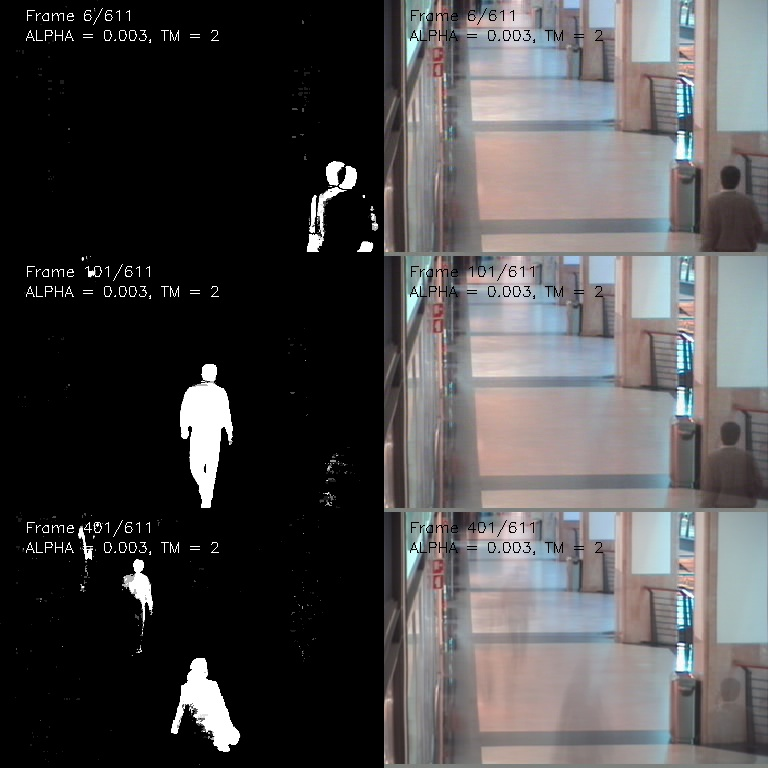 Frame 6/611
ALPHA = 0.003, TM = 2
Frame 6/611
ALPHA = 0.003, TM = 2
Frame 101/611
ALPHA = 0.003, TM = 2
Frame 101/611
ALPHA = 0.003, TM = 2
Frame 401/611
ALPHA = 0.003, TM = 2
Frame 401/611
ALPHA = 0.003, TM = 2